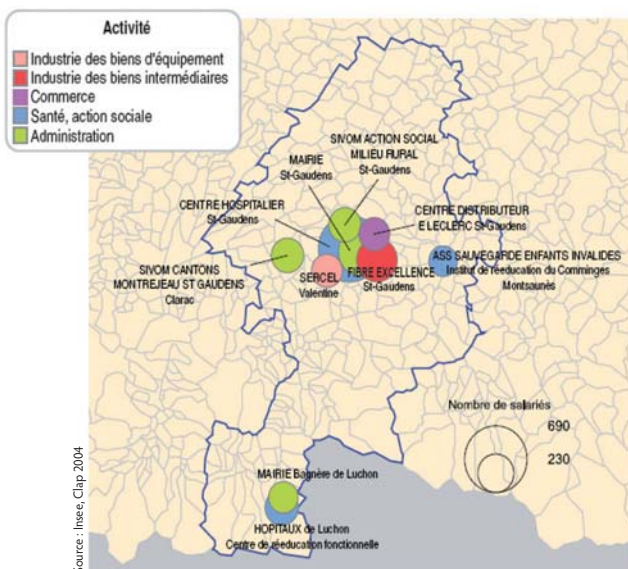 Activité
Industrie des biens d'équipement
Industrie des biens intermédiaires
Commerce
Santé, action sociale
Administration
SIVOM ACTION SOCIAL
MILIEU RURAL
St-Gaudens
MAIRIE
St-Gaudens
CENTRE HOSPITALIER
St-Gaudens
CENTRE DISTRIBUTEUR
E LECLERC St-Gaudens
SIVOM CANTONS
MONTREJEAU ST GAUDENS
Clarac
SERCEL
Valentine
FIBRE EXCELLENCE
St-Gaudens
ASS SAUVEGARDE ENFANTS INVALIDES
Institut de rééducation du Comminges
Montsaunès
Nombre de salariés
690
230
MAIRIE Bagnère de Luchon
HOPITAUX de Luchon
Centre de rééducation fonctionnelle
Source : Insee, Clap 2004